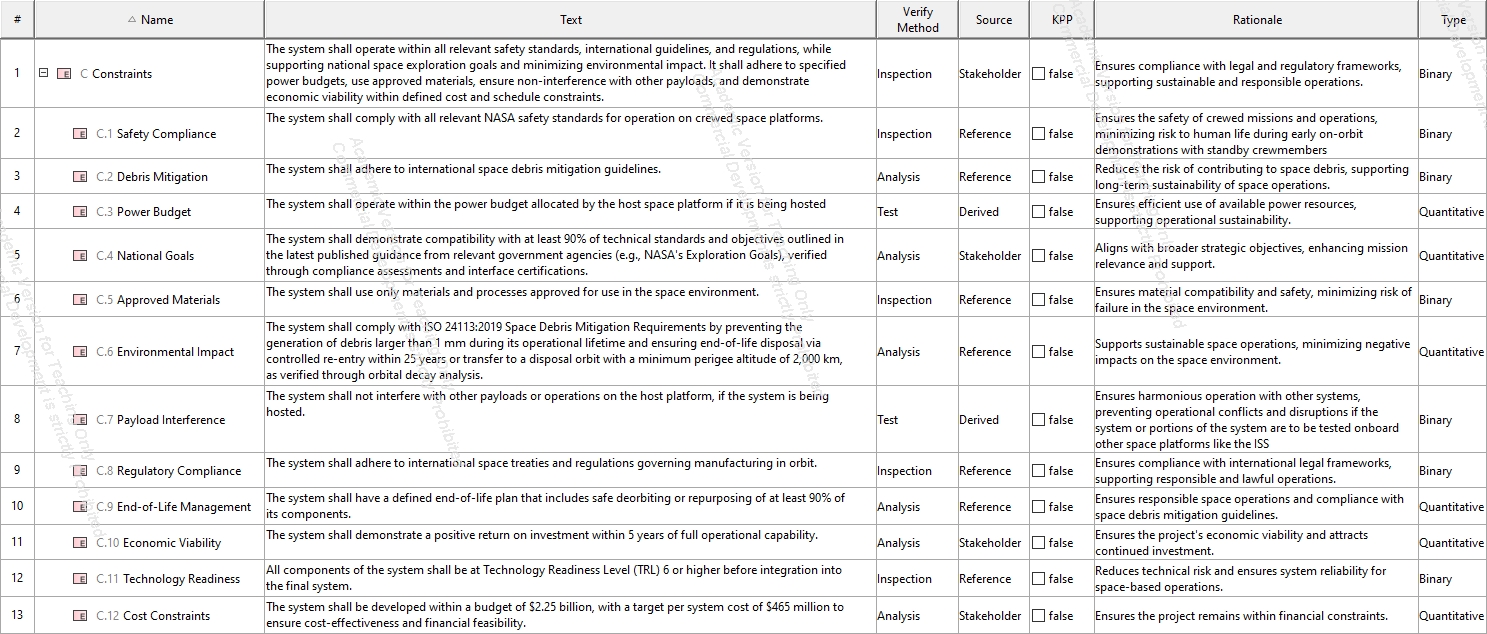 # Name Text Verify Method Source KPP Rationale Type
1 C Constraints
The system shall operate within all relevant safety standards, international guidelines, and regulations, while
supporting national space exploration goals and minimizing environmental impact. It shall adhere to specified
power budgets, use approved materials, ensure non-interference with other payloads, and demonstrate
economic viability within defined cost and schedule constraints.
Inspection Stakeholder false
Ensures compliance with legal and regulatory frameworks,
supporting sustainable and responsible operations.
Binary
2 C.1 Safety Compliance
The system shall comply with all relevant NASA safety standards for operation on crewed space platforms.
Inspection Reference false
Ensures the safety of crewed missions and operations,
minimizing risk to human life during early on-orbit
demonstrations with standby crewmembers
Binary
3 C.2 Debris Mitigation
The system shall adhere to international space debris mitigation guidelines.
Analysis Reference false
Reduces the risk of contributing to space debris, supporting
long-term sustainability of space operations.
Binary
4 C.3 Power Budget
The system shall operate within the power budget allocated by the host space platform if it is being hosted
Test Derived false
Ensures efficient use of available power resources,
supporting operational sustainability.
Quantitative
5 C.4 National Goals
The system shall demonstrate compatibility with at least 90% of technical standards and objectives outlined in
the latest published guidance from relevant government agencies (e.g., NASA's Exploration Goals), verified
through compliance assessments and interface certifications.
Analysis Stakeholder false
Aligns with broader strategic objectives, enhancing mission
relevance and support.
Quantitative
6 C.5 Approved Materials
The system shall use only materials and processes approved for use in the space environment.
Inspection Reference false
Ensures material compatibility and safety, minimizing risk of
failure in the space environment.
Binary
7 C.6 Environmental Impact
The system shall comply with ISO 24113:2019 Space Debris Mitigation Requirements by preventing the
generation of debris larger than 1 mm during its operational lifetime and ensuring end-of-life disposal via
controlled re-entry within 25 years or transfer to a disposal orbit with a minimum perigee altitude of 2,000 km,
as verified through orbital decay analysis.
Analysis Reference false
Supports sustainable space operations, minimizing negative
impacts on the space environment.
Quantitative
8 C.7 Payload Interference
The system shall not interfere with other payloads or operations on the host platform, if the system is being
hosted.
Test Derived false
Ensures harmonious operation with other systems,
preventing operational conflicts and disruptions if the
system or portions of the system are to be tested onboard
other space platforms like the ISS
Binary
9 C.8 Regulatory Compliance
The system shall adhere to international space treaties and regulations governing manufacturing in orbit.
Inspection Reference false
Ensures compliance with international legal frameworks,
supporting responsible and lawful operations.
Binary
10 C.9 End-of-Life Management
The system shall have a defined end-of-life plan that includes safe deorbiting or repurposing of at least 90% of
its components.
Analysis Reference false
Ensures responsible space operations and compliance with
space debris mitigation guidelines.
Quantitative
11 C.10 Economic Viability
The system shall demonstrate a positive return on investment within 5 years of full operational capability.
Analysis Stakeholder false
Ensures the project's economic viability and attracts
continued investment.
Quantitative
12 C.11 Technology Readiness
All components of the system shall be at Technology Readiness Level (TRL) 6 or higher before integration into
the final system.
Inspection Reference false
Reduces technical risk and ensures system reliability for
space-based operations.
Binary
13 C.12 Cost Constraints
The system shall be developed within a budget of $2.25 billion, with a target per system cost of $465 million to
ensure cost-effectiveness and financial feasibility.
Analysis Stakeholder false
Ensures the project remains within financial constraints.
Quantitative